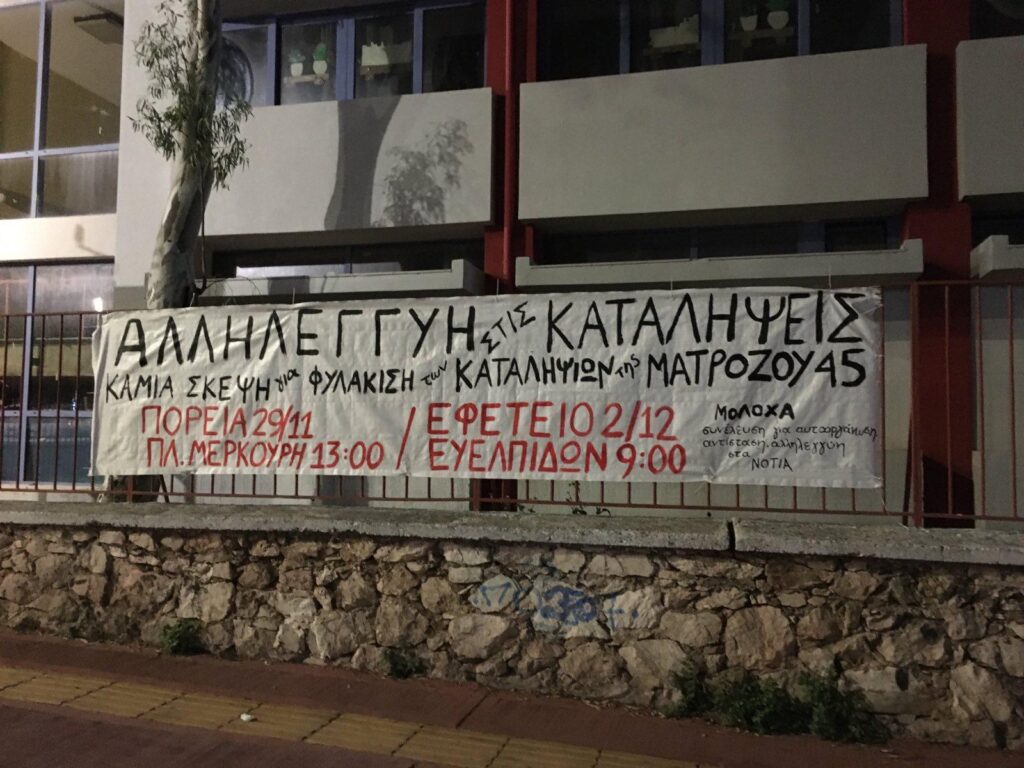 ΑΛΛΗΛΕΓΓΥΗ στις ΚΑΤΑΛΗΨΕΙΣ
ΚΑΜΙΑ ΣΚΕΨΗ για ΦΥΛΑΚΙΣΗ των ΚΑΤΑΛΗΨΙΩΝ της ΜΑΤΡΟΖΟΥ 45
ΠΟΡΕΙΑ 29/11 / ΕΦΕΤΕΙΟ 2/12
ΠΛ. ΜΕΡΚΟΥΡΗ 13:00 / ΕΥΕΛΠΙΔΩΝ 9:00
ΜΟΛΟΧΑ
συνέλευση για αυτοοργάνωση,
αντίσταση, αλληλεγγύη
στα
ΝΟΤΙΑ